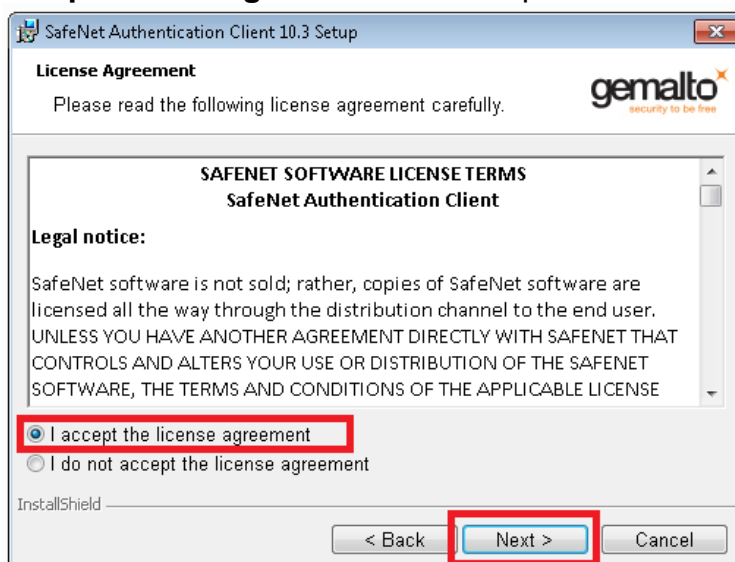 SafeNet Authentication Client 10.3 Setup
License Agreement
Please read the following license agreement carefully.
gemalto
security to be free
SAFENET SOFTWARE LICENSE TERMS
SafeNet Authentication Client
Legal notice:
SafeNet software is not sold; rather, copies of SafeNet software are
licensed all the way through the distribution channel to the end user.
UNLESS YOU HAVE ANOTHER AGREEMENT DIRECTLY WITH SAFENET THAT
CONTROLS AND ALTERS YOUR USE OR DISTRIBUTION OF THE SAFENET
SOFTWARE, THE TERMS AND CONDITIONS OF THE APPLICABLE LICENSE
I accept the license agreement
I do not accept the license agreement
InstallShield
< Back
Next >
Cancel